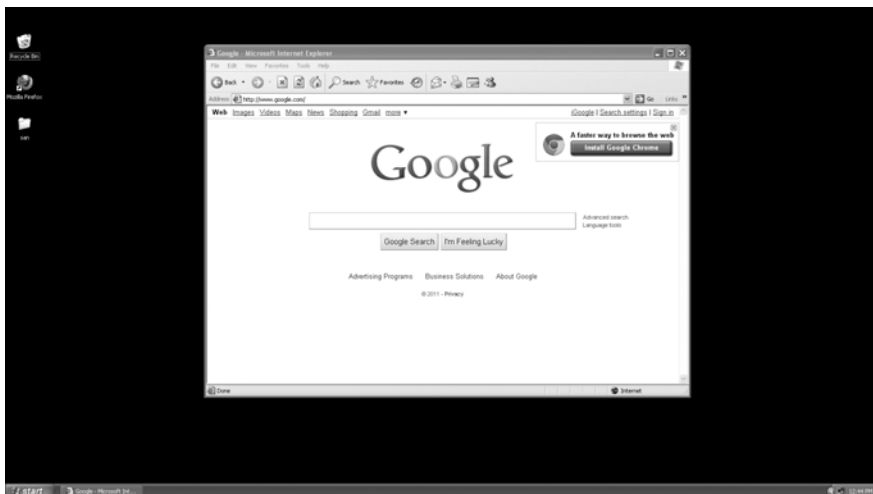 Recycle Bin
Mozilla Firefox
Google - Microsoft Internet Explorer
File Edit View Favorites Tools Help
Back Search Favorites
Address http://www.google.com/ Go Links
Web Images Videos Maps News Shopping Gmail more ▼ iGoogle | Search settings | Sign in
A faster way to browse the web
Install Google Chrome
Google
Advanced search
Language tools
Google Search I'm Feeling Lucky
Advertising Programs Business Solutions About Google
© 2011 - Privacy
Done Internet
start Google - Microsoft Int... 12:44 PM